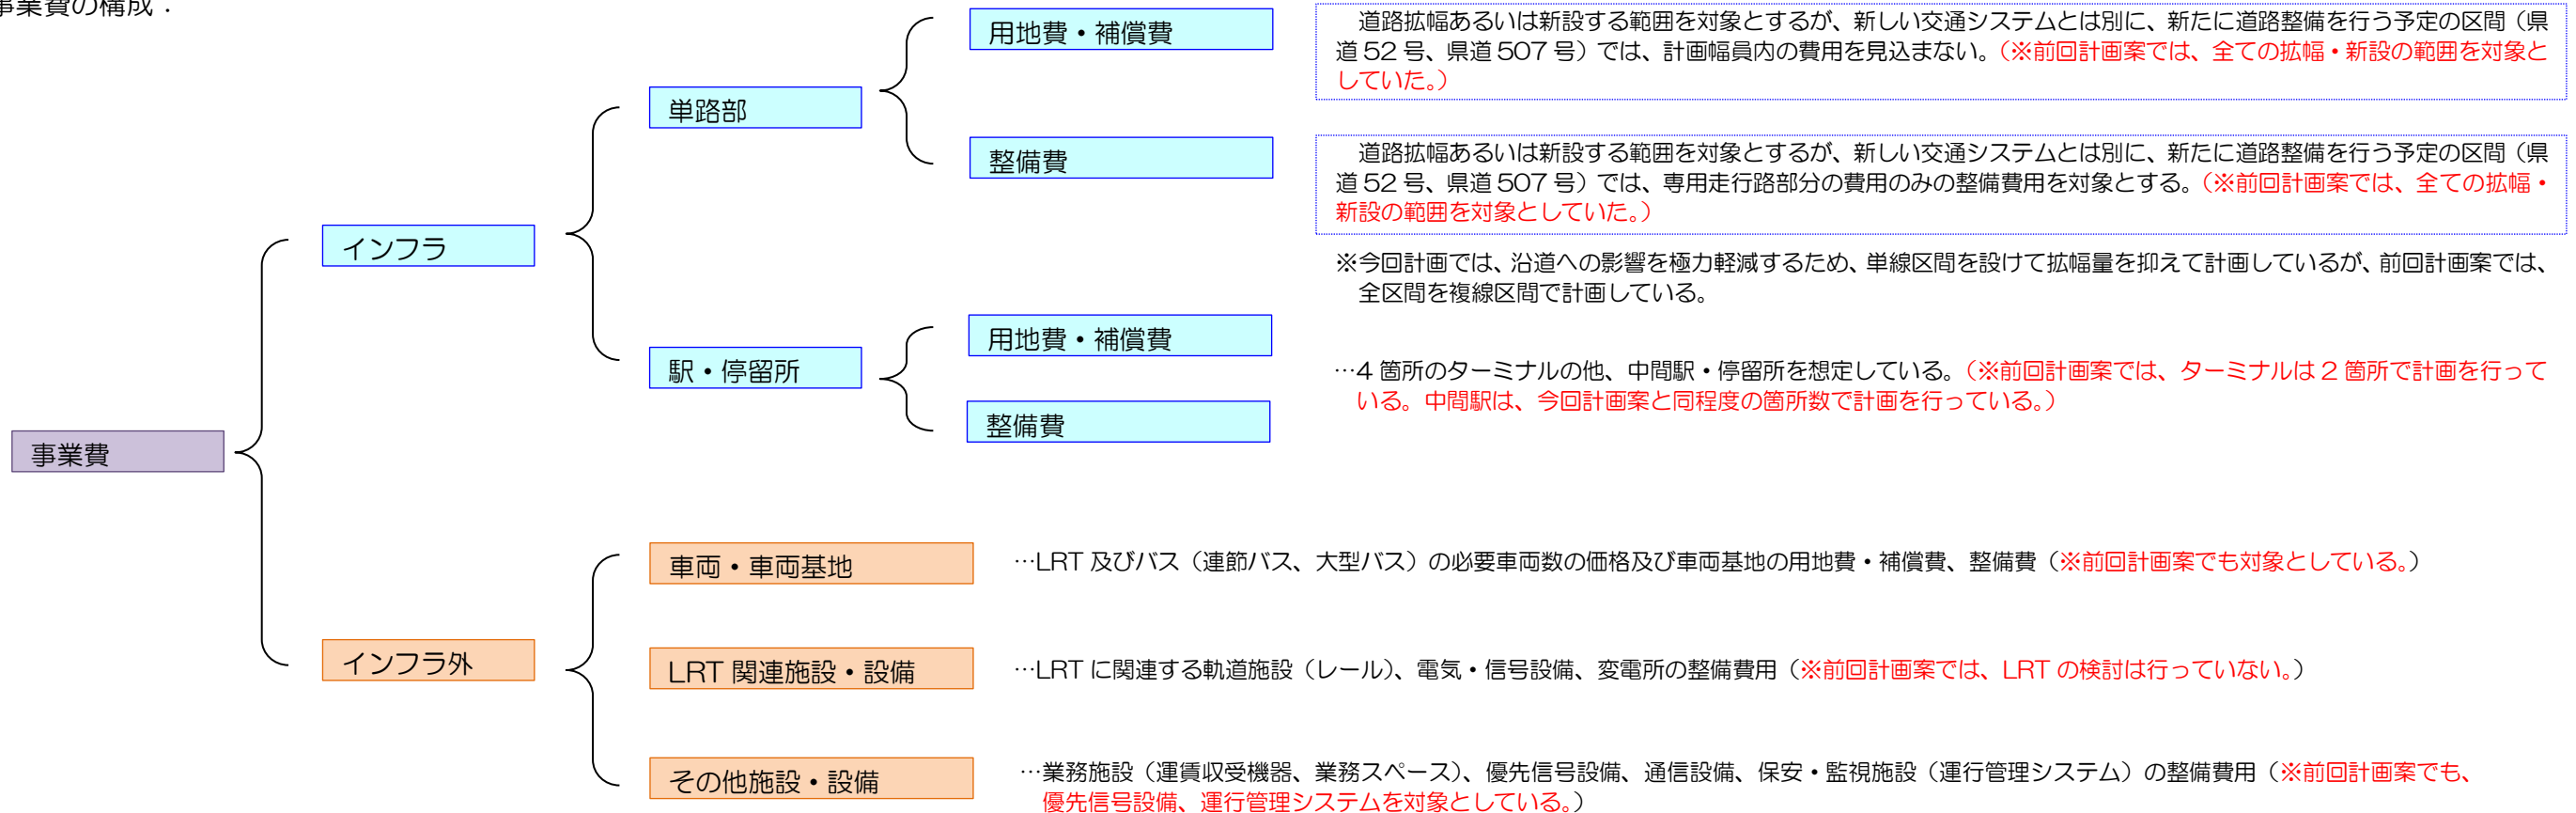 事業費の構成：
用地費・補償費
道路拡幅あるいは新設する範囲を対象とするが、新しい交通システムとは別に、新たに道路整備を行う予定の区間（県
道 52 号、県道 507 号）では、計画幅員内の費用を見込まない。（※前回計画案では、全ての拡幅・新設の範囲を対象と
していた。）
単路部
整備費
道路拡幅あるいは新設する範囲を対象とするが、新しい交通システムとは別に、新たに道路整備を行う予定の区間（県
道 52 号、県道 507 号）では、専用走行路部分の費用のみの整備費用を対象とする。（※前回計画案では、全ての拡幅・
新設の範囲を対象としていた。）
インフラ
※今回計画では、沿道への影響を極力軽減するため、単線区間を設けて拡幅量を抑えて計画しているが、前回計画案では、
全区間を複線区間で計画している。
用地費・補償費
駅・停留所
…4 箇所のターミナルの他、中間駅・停留所を想定している。（※前回計画案では、ターミナルは 2 箇所で計画を行って
いる。中間駅は、今回計画案と同程度の箇所数で計画を行っている。）
整備費
事業費
車両・車両基地
…LRT 及びバス（連節バス、大型バス）の必要車両数の価格及び車両基地の用地費・補償費、整備費（※前回計画案でも対象としている。）
インフラ外
LRT 関連施設・設備
…LRT に関連する軌道施設（レール）、電気・信号設備、変電所の整備費用（※前回計画案では、LRT の検討は行っていない。）
その他施設・設備
…業務施設（運賃収受機器、業務スペース）、優先信号設備、通信設備、保安・監視施設（運行管理システム）の整備費用（※前回計画案でも、
優先信号設備、運行管理システムを対象としている。）